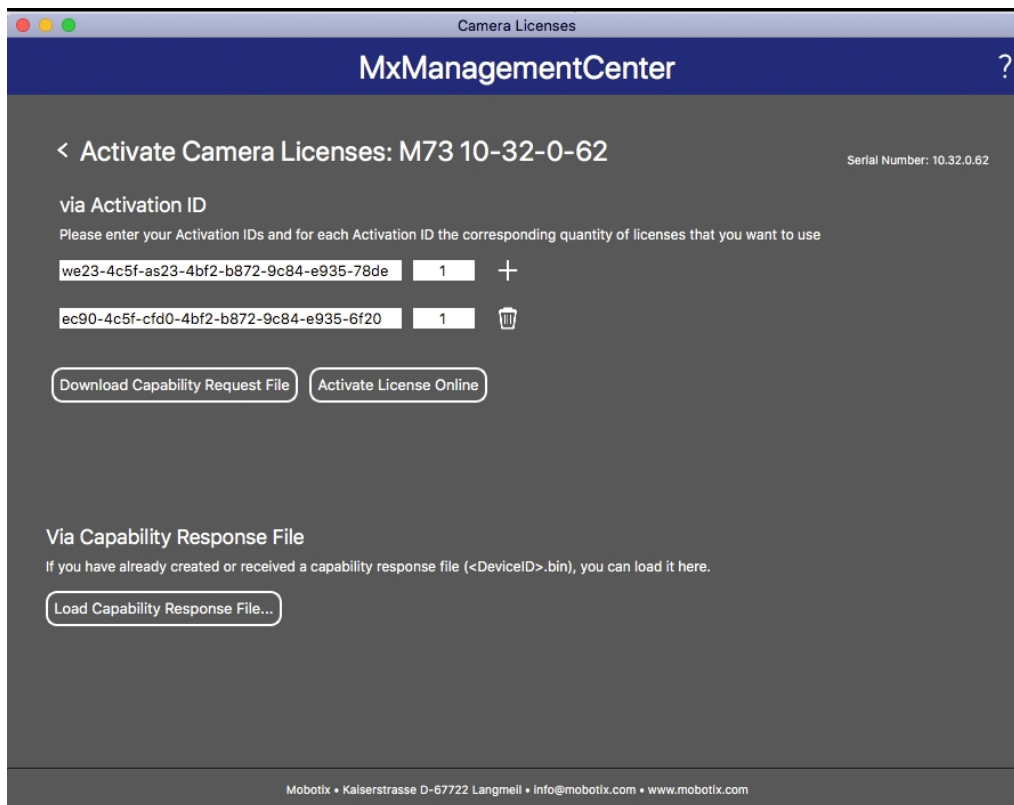 Camera Licenses
MxManagementCenter
?
< Activate Camera Licenses: M73 10-32-0-62
Serial Number: 10.32.0.62
via Activation ID
Please enter your Activation IDs and for each Activation ID the corresponding quantity of licenses that you want to use
we23-4c5f-as23-4bf2-b872-9c84-e935-78de 1 +
ec90-4c5f-cfd0-4bf2-b872-9c84-e935-6f20 1
Download Capability Request File Activate License Online
Via Capability Response File
If you have already created or received a capability response file (<DeviceID>.bin), you can load it here.
Load Capability Response File...
Mobotix • Kaiserstrasse D-67722 Langmeil • info@mobotix.com • www.mobotix.com